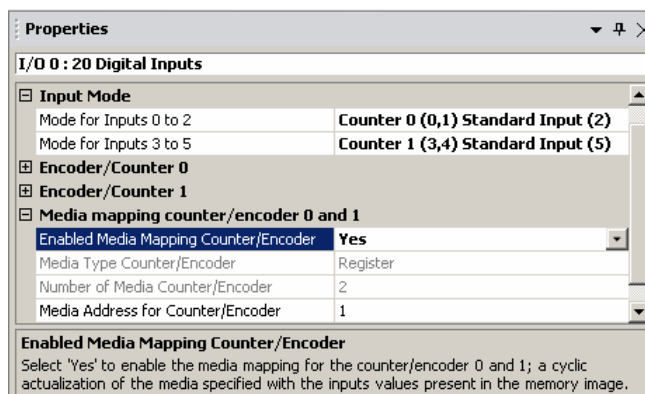 Properties
I/O 0 : 20 Digital Inputs
Input Mode
Mode for Inputs 0 to 2 Counter 0 (0,1) Standard Input (2)
Mode for Inputs 3 to 5 Counter 1 (3,4) Standard Input (5)
Encoder/Counter 0
Encoder/Counter 1
Media mapping counter/encoder 0 and 1
Enabled Media Mapping Counter/Encoder Yes
Media Type Counter/Encoder Register
Number of Media Counter/Encoder 2
Media Address for Counter/Encoder 1
Enabled Media Mapping Counter/Encoder
Select 'Yes' to enable the media mapping for the counter/encoder 0 and 1; a cyclic
actualization of the media specified with the inputs values present in the memory image.